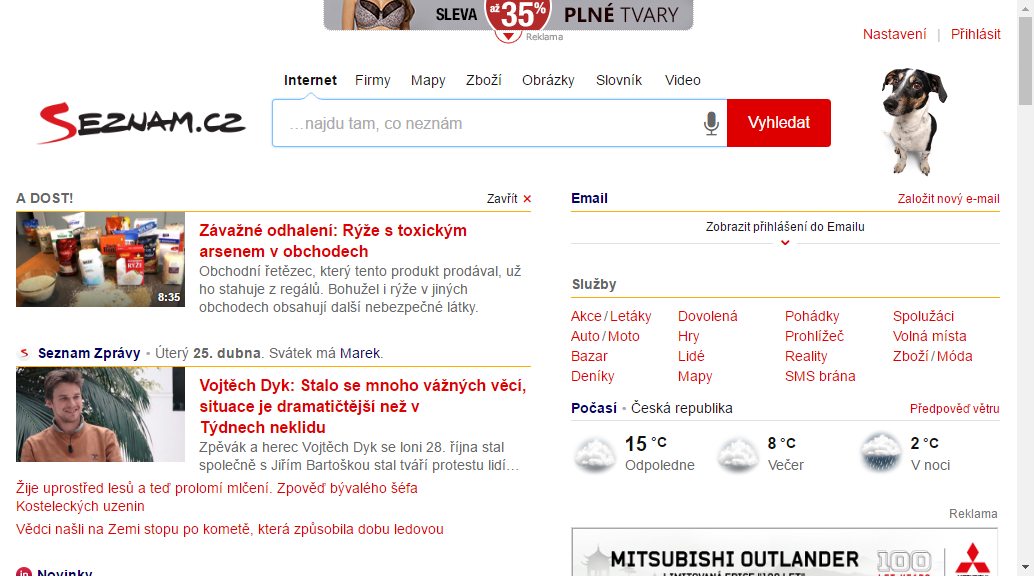 SLEVA až 35% PLNÉ TVARY
Reklama
Nastavení | Přihlásit
Internet Firmy Mapy Zboží Obrázky Slovník Video
SEZNAM.CZ
...najdu tam, co neznám
Vyhledat
A DOST!
Zavřít ×
8:35
Závažné odhalení: Rýže s toxickým
arsenem v obchodech
Obchodní řetězec, který tento produkt prodával, už
ho stahuje z regálů. Bohužel i rýže v jiných
obchodech obsahují další nebezpečné látky.
Seznam Zprávy • Úterý 25. dubna. Svátek má Marek.
Vojtěch Dyk: Stalo se mnoho vážných věcí,
situace je dramatičtější než v
Týdnech neklidu
Zpěvák a herec Vojtěch Dyk se loni 28. října stal
společně s Jiřím Bartoškou stal tváří protestu lidí…
Žije uprostřed lesů a teď prolomí mlčení. Zpověď bývalého šéfa
Kosteleckých uzenin
Vědci našli na Zemi stopu po kometě, která způsobila dobu ledovou
Novinky
Email
Založit nový e-mail
Zobrazit přihlášení do Emailu
Služby
Akce / Letáky Dovolená Pohádky Spolužáci
Auto / Moto Hry Prohlížeč Volná místa
Bazar Lidé Reality Zboží / Móda
Deníky Mapy SMS brána
Počasí • Česká republika
Předpověď větru
15 °C 8 °C 2 °C
Odpoledne Večer V noci
Reklama
MITSUBISHI OUTLANDER 100
LIMITOVANÁ EDICE "100 LET"